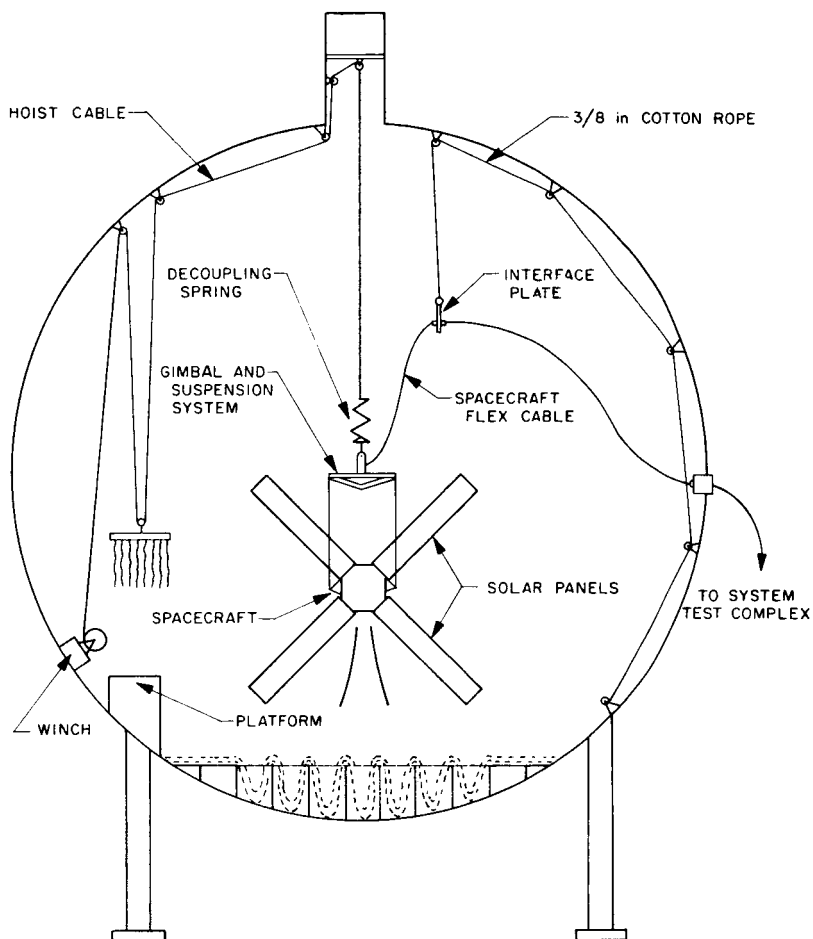 HOIST CABLE
3/8 in COTTON ROPE
DECOUPLING
SPRING
INTERFACE
PLATE
GIMBAL AND
SUSPENSION
SYSTEM
SPACECRAFT
FLEX CABLE
SOLAR PANELS
TO SYSTEM
TEST COMPLEX
SPACECRAFT
WINCH
PLATFORM